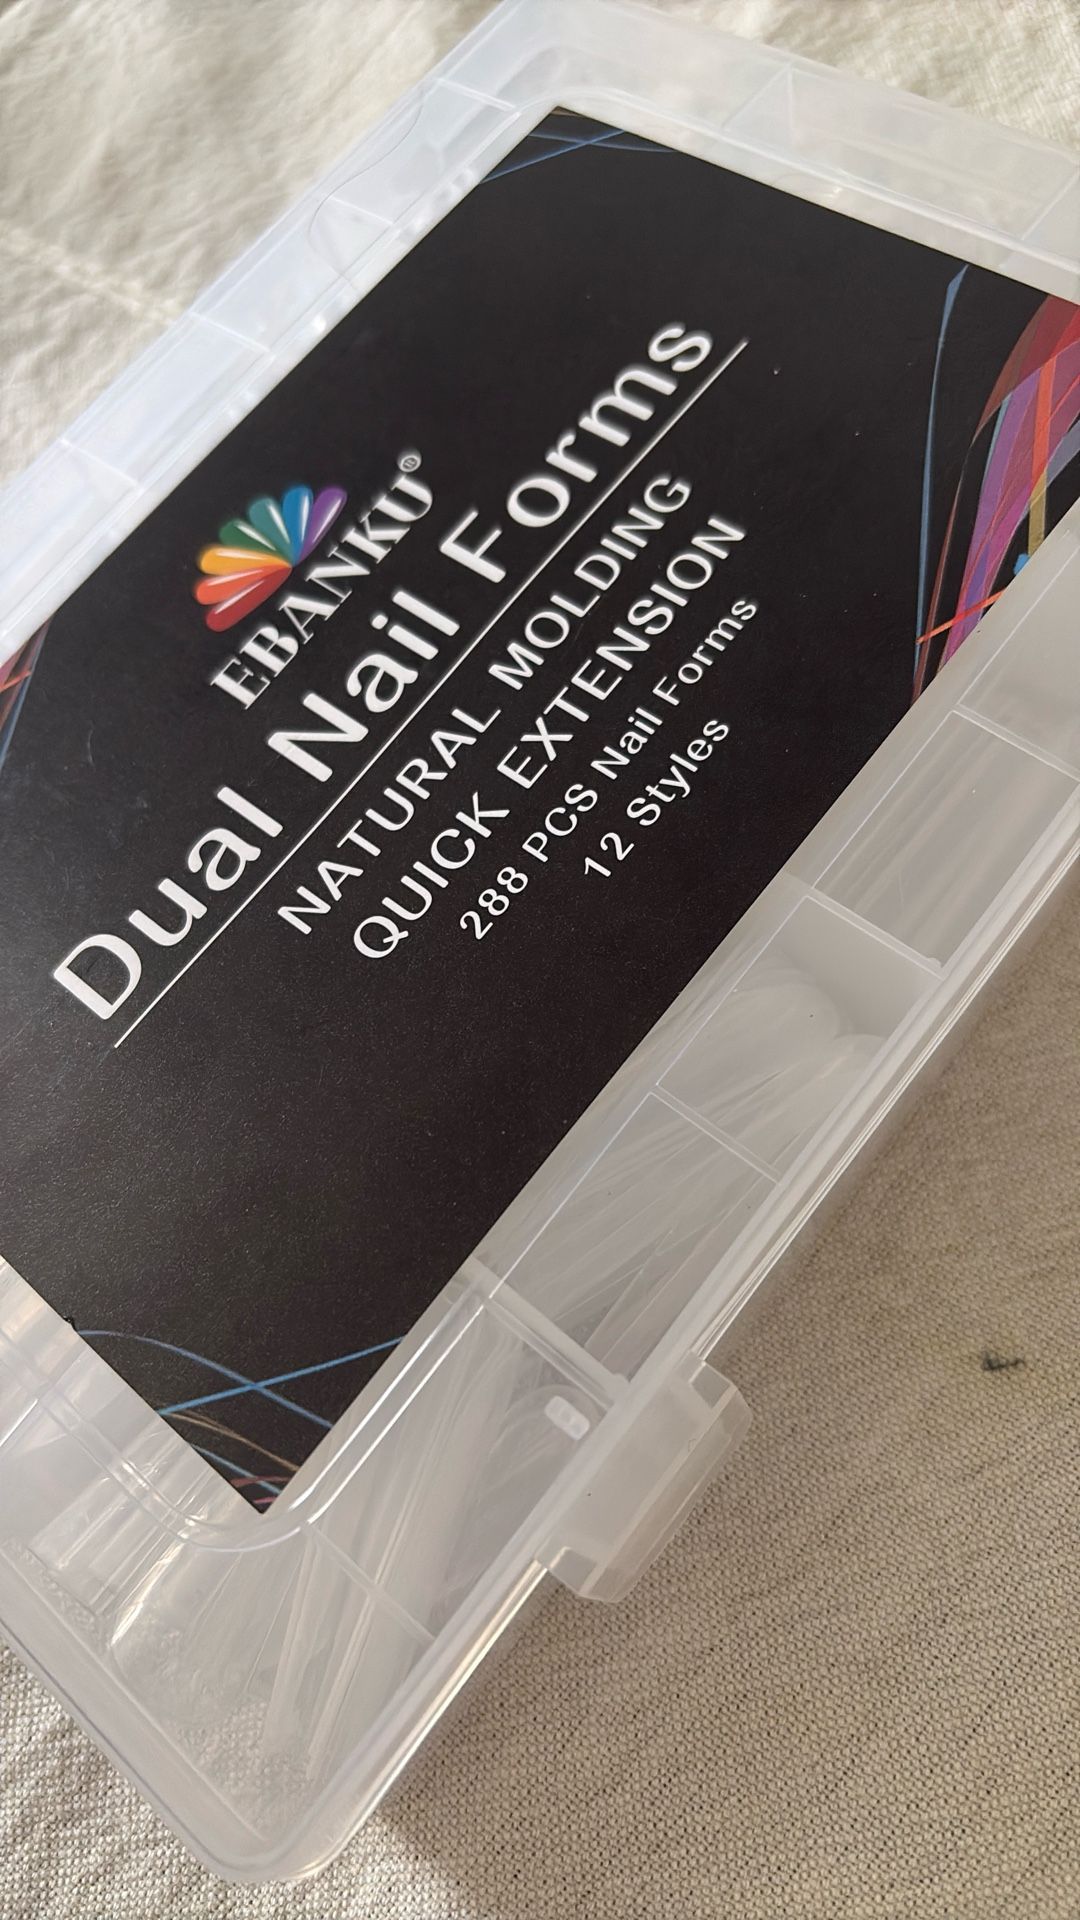 EBANKU®
Dual Nail Forms
NATURAL MOLDING
QUICK EXTENSION
288 PCS Nail Forms
12 Styles